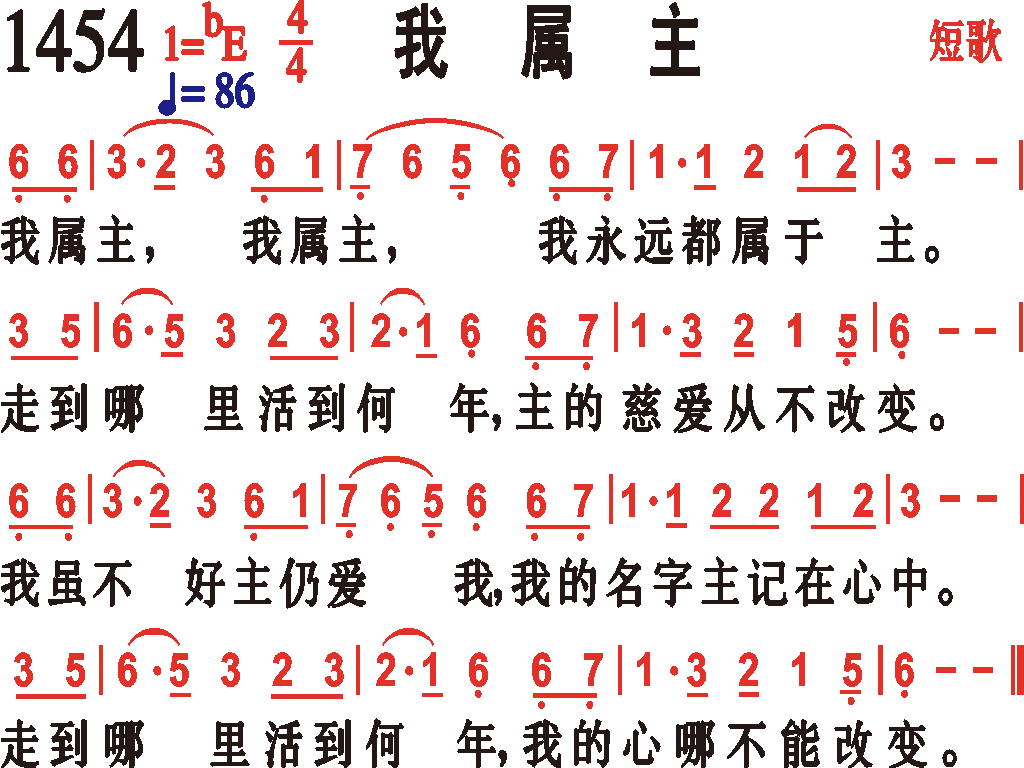 1454 1=bE 4/4 我属主 短歌
♩= 86
6 6 | 3 · 2 3 6 1 | 7 6 5 6 6 7 | 1 · 1 2 1 2 | 3 - - |
我属主， 我属主， 我永远都属于 主。
3 5 | 6 · 5 3 2 3 | 2 · 1 6 6 7 | 1 · 3 2 1 5 | 6 - - |
走到哪 里活到何 年,主的慈爱从不改变。
6 6 | 3 · 2 3 6 1 | 7 6 5 6 6 7 | 1 · 1 2 2 1 2 | 3 - - |
我虽不 好主仍爱 我,我的名字主记在心中。
3 5 | 6 · 5 3 2 3 | 2 · 1 6 6 7 | 1 · 3 2 1 5 | 6 - - ‖
走到哪 里活到何 年,我的心哪不能改变。